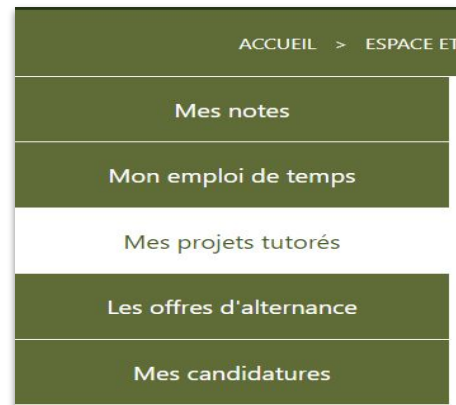 ACCUEIL > ESPACE ET
Mes notes
Mon emploi de temps
Mes projets tutorés
Les offres d'alternance
Mes candidatures